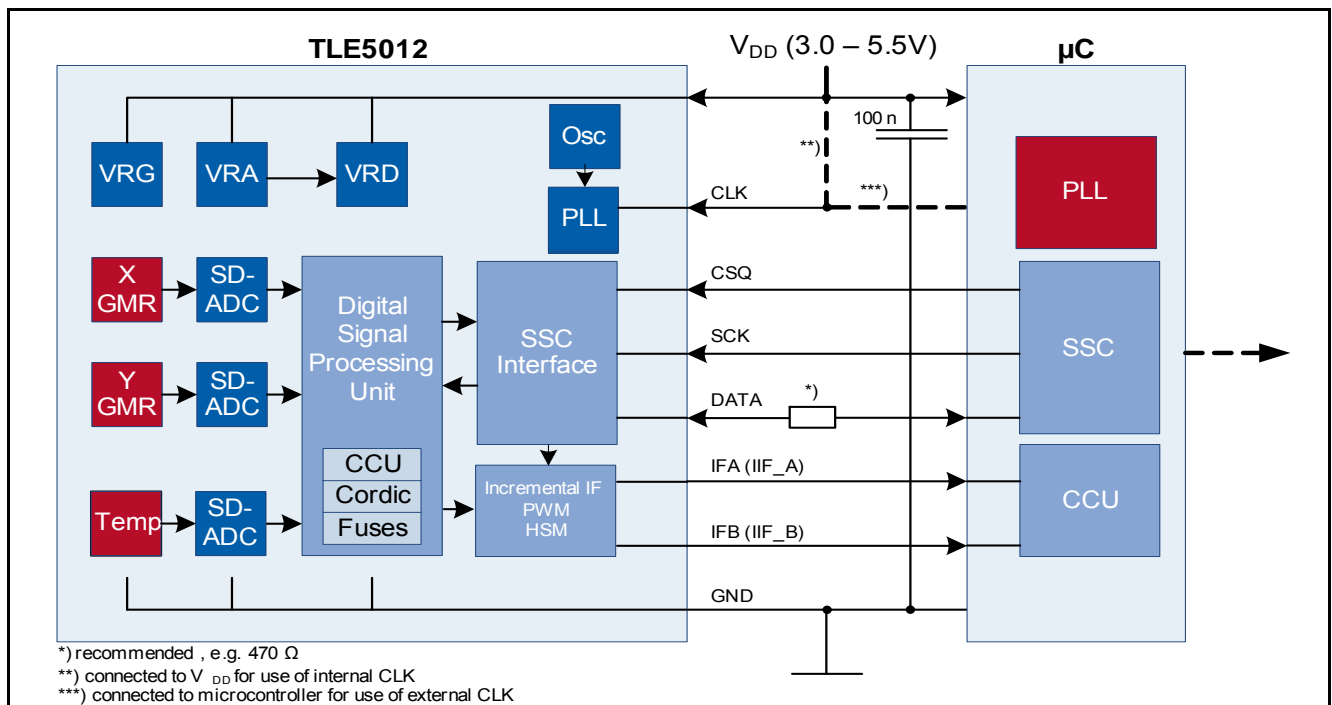 TLE5012
V DD (3.0 – 5.5V)
µC
VRG
VRA
VRD
Osc
PLL
100 n
**)
***)
CLK
PLL
X
GMR
SD-
ADC
Y
GMR
SD-
ADC
Temp
SD-
ADC
Digital
Signal
Processing
Unit
CCU
Cordic
Fuses
SSC
Interface
Incremental IF
PWM
HSM
CSQ
SCK
DATA
*)
IFA (IIF_A)
IFB (IIF_B)
GND
SSC
CCU
*) recommended , e.g. 470 Ω
**) connected to V DD for use of internal CLK
***) connected to microcontroller for use of external CLK